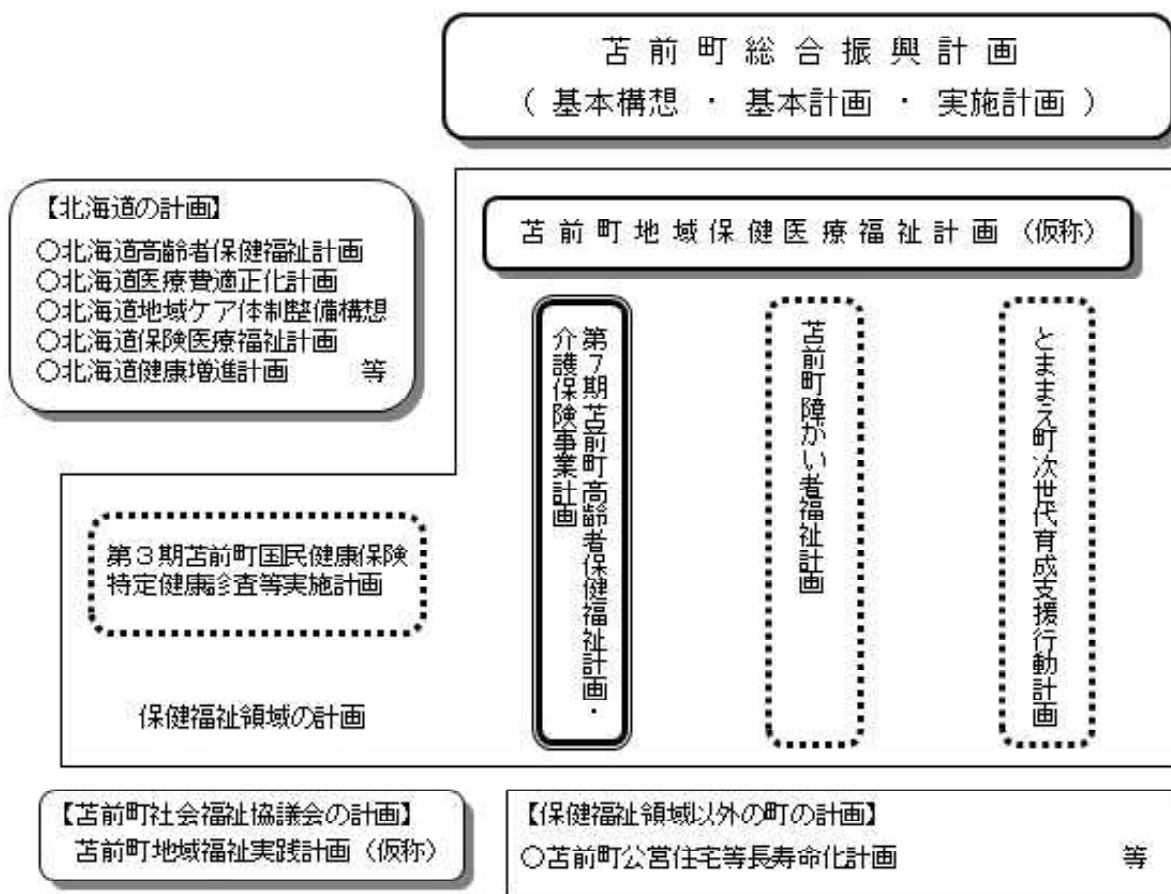 苫前町総合振興計画
（基本構想・基本計画・実施計画）
【北海道の計画】
○北海道高齢者保健福祉計画
○北海道医療費適正化計画
○北海道地域ケア体制整備構想
○北海道保険医療福祉計画
○北海道健康増進計画　等
苫前町地域保健医療福祉計画（仮称）
第７期苫前町高齢者保健福祉計画・
介護保険事業計画
苫前町障がい者福祉計画
とままえ町次世代育成支援行動計画
第３期苫前町国民健康保険
特定健康診査等実施計画
保健福祉領域の計画
【苫前町社会福祉協議会の計画】
苫前町地域福祉実践計画（仮称）
【保健福祉領域以外の町の計画】
○苫前町公営住宅等長寿命化計画　等